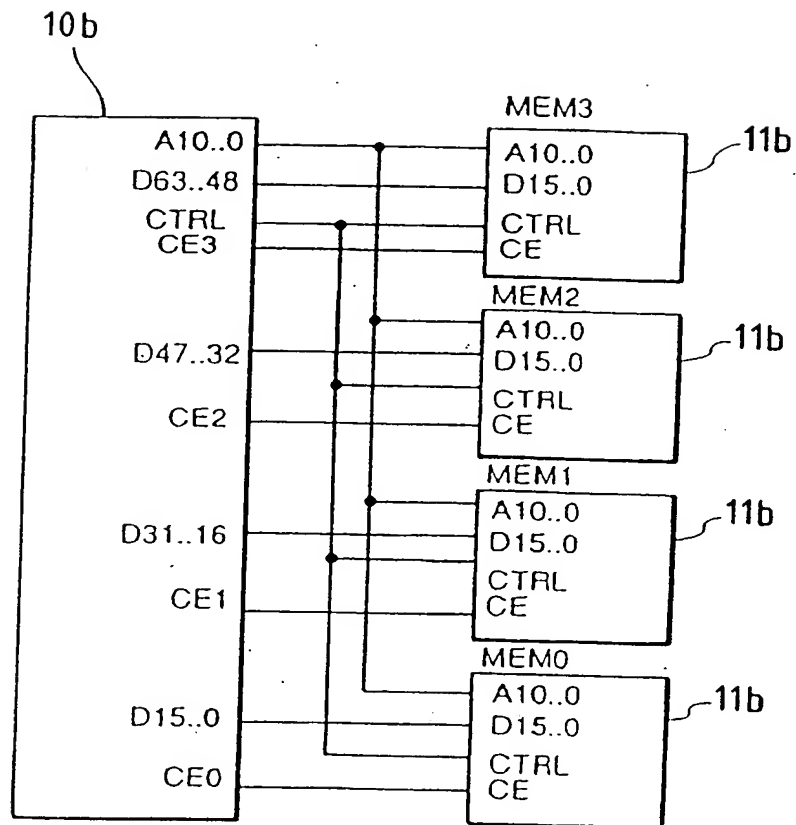 10b
A10..0
D63..48
CTRL
CE3
D47..32
CE2
D31..16
CE1
D15..0
CE0
MEM3
A10..0
D15..0
CTRL
CE
11b
MEM2
A10..0
D15..0
CTRL
CE
11b
MEM1
A10..0
D15..0
CTRL
CE
11b
MEM0
A10..0
D15..0
CTRL
CE
11b